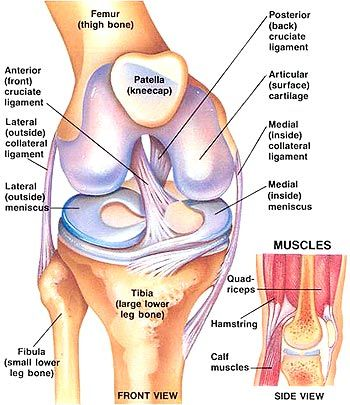 Femur
(thigh bone)
Posterior
(back)
cruciate
ligament
Patella
(kneecap)
Anterior
(front)
cruciate
ligament
Articular
(surface)
cartilage
Lateral
(outside)
collateral
ligament
Medial
(inside)
collateral
ligament
Lateral
(outside)
meniscus
Medial
(inside)
meniscus
MUSCLES
Quad-
riceps
Tibia
(large lower
leg bone)
Hamstring
Fibula
(small lower
leg bone)
Calf
muscles
FRONT VIEW
SIDE VIEW